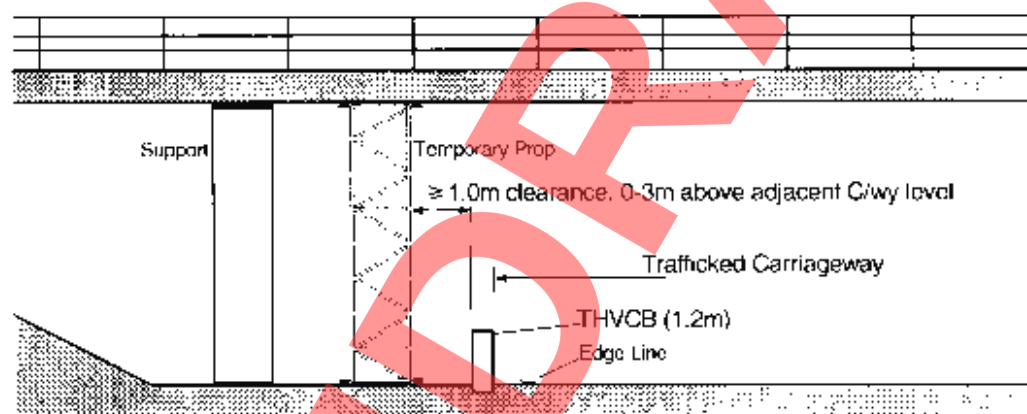 Support
Temporary Prop
≥ 1.0m clearance, 0-3m above adjacent C/wy level
Trafficked Carriageway
THVCB (1.2m)
Edge Line
DR